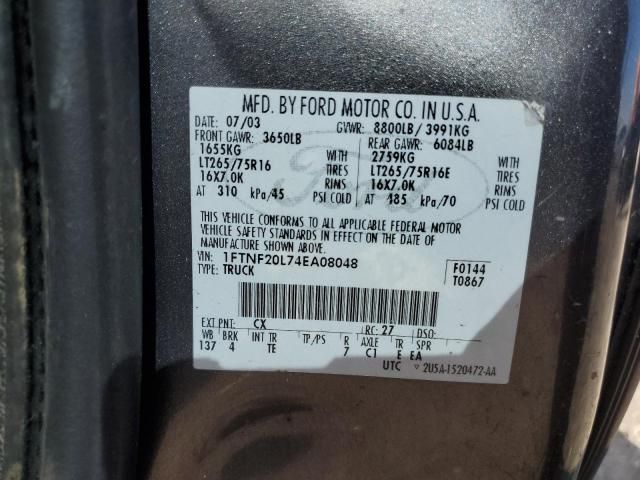 MFD. BY FORD MOTOR CO. IN U.S.A.
DATE: 07/03 GVWR: 8800LB/ 3991KG
FRONT GAWR: 3650LB REAR GAWR: 6084LB
1655KG WITH 2759KG WITH
LT265/75R16 TIRES LT265/75R16E TIRES
16X7.0K RIMS 16X7.0K RIMS
AT 310 kPa/45 PSI COLD AT 485 kPa/70 PSI COLD
THIS VEHICLE CONFORMS TO ALL APPLICABLE FEDERAL MOTOR
VEHICLE SAFETY STANDARDS IN EFFECT ON THE DATE OF
MANUFACTURE SHOWN ABOVE.
VIN: 1FTNF20L74EA08048 F0144
TYPE: TRUCK T0867
EXT PNT: CX RC: 27 DSO:
WB BRK INT TR TP/PS R AXLE TR SPR
137 4 TE 7 C1 E EA
UTC 2U5A-1520472-AA
Ford